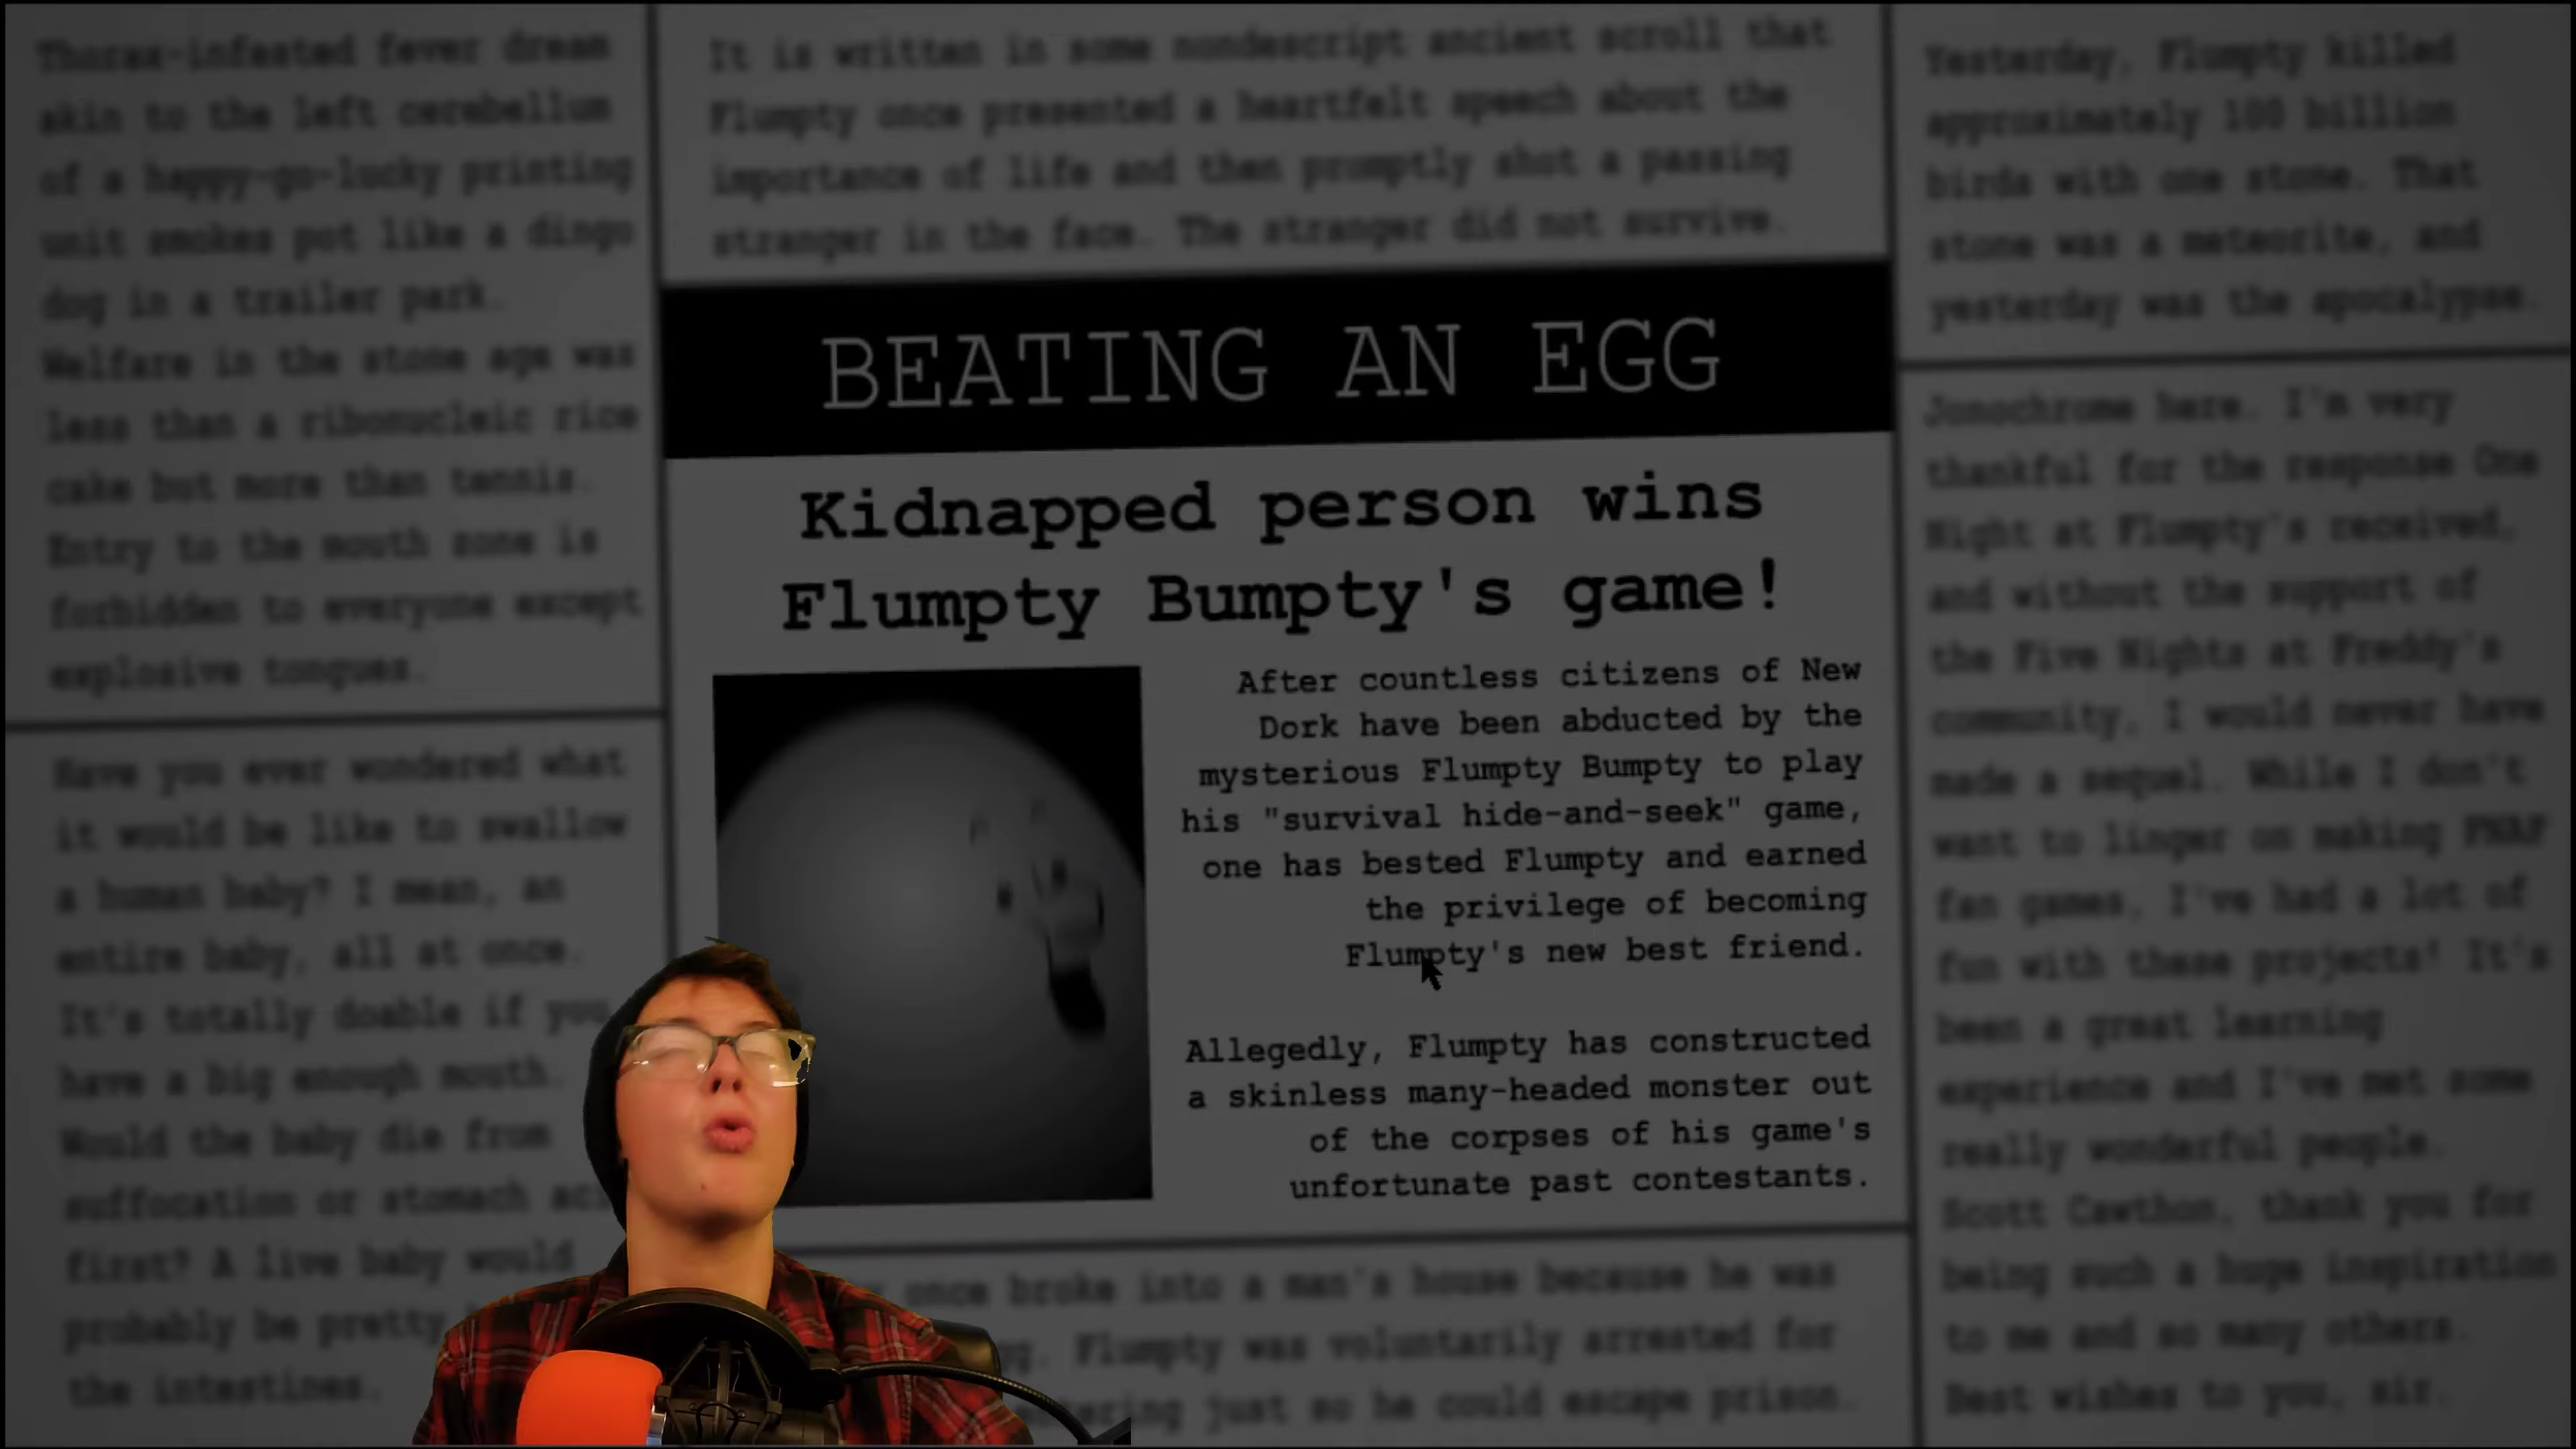 Thorax-infested fever dream
skin to the left cerebellum
of a happy-go-lucky printing
unit smokes pot like a dingo
dog in a trailer park.
Welfare in the stone age was
less than a ribonucleic rice
cake but more than tennis.
Entry to the mouth zone is
forbidden to everyone except
explosive tongues.
Have you ever wondered what
it would be like to swallow
a human baby? I mean, an
entire baby, all at once.
It's totally doable if you
have a big enough mouth.
Would the baby die from
suffocation or stomach
first? A live baby would
probably be pretty
the intestines.
It is written in some nondescript ancient scroll that
Flumpty once presented a heartfelt speech about the
importance of life and then promptly shot a passing
stranger in the face. The stranger did not survive.
BEATING AN EGG
Kidnapped person wins
Flumpty Bumpty's game!
After countless citizens of New
Dork have been abducted by the
mysterious Flumpty Bumpty to play
his "survival hide-and-seek" game,
one has bested Flumpty and earned
the privilege of becoming
Flumpty's new best friend.
Allegedly, Flumpty has constructed
a skinless many-headed monster out
of the corpses of his game's
unfortunate past contestants.
once broke into a man's house because he was
Flumpty was voluntarily arrested for
just so he could escape prison.
Yesterday, Flumpty killed
approximately 100 billion
birds with one stone. That
stone was a meteorite, and
yesterday was the apocalypse.
Jonochrome here. I'm very
thankful for the response One
Night at Flumpty's received,
and without the support of
the Five Nights at Freddy's
community, I would never have
made a sequel. While I don't
want to linger on making FNAF
fan games, I've had a lot of
fun with these projects! It's
been a great learning
experience and I've met some
really wonderful people.
Scott Cawthon, thank you for
being such a huge inspiration
to me and so many others.
Best wishes to you, sir.